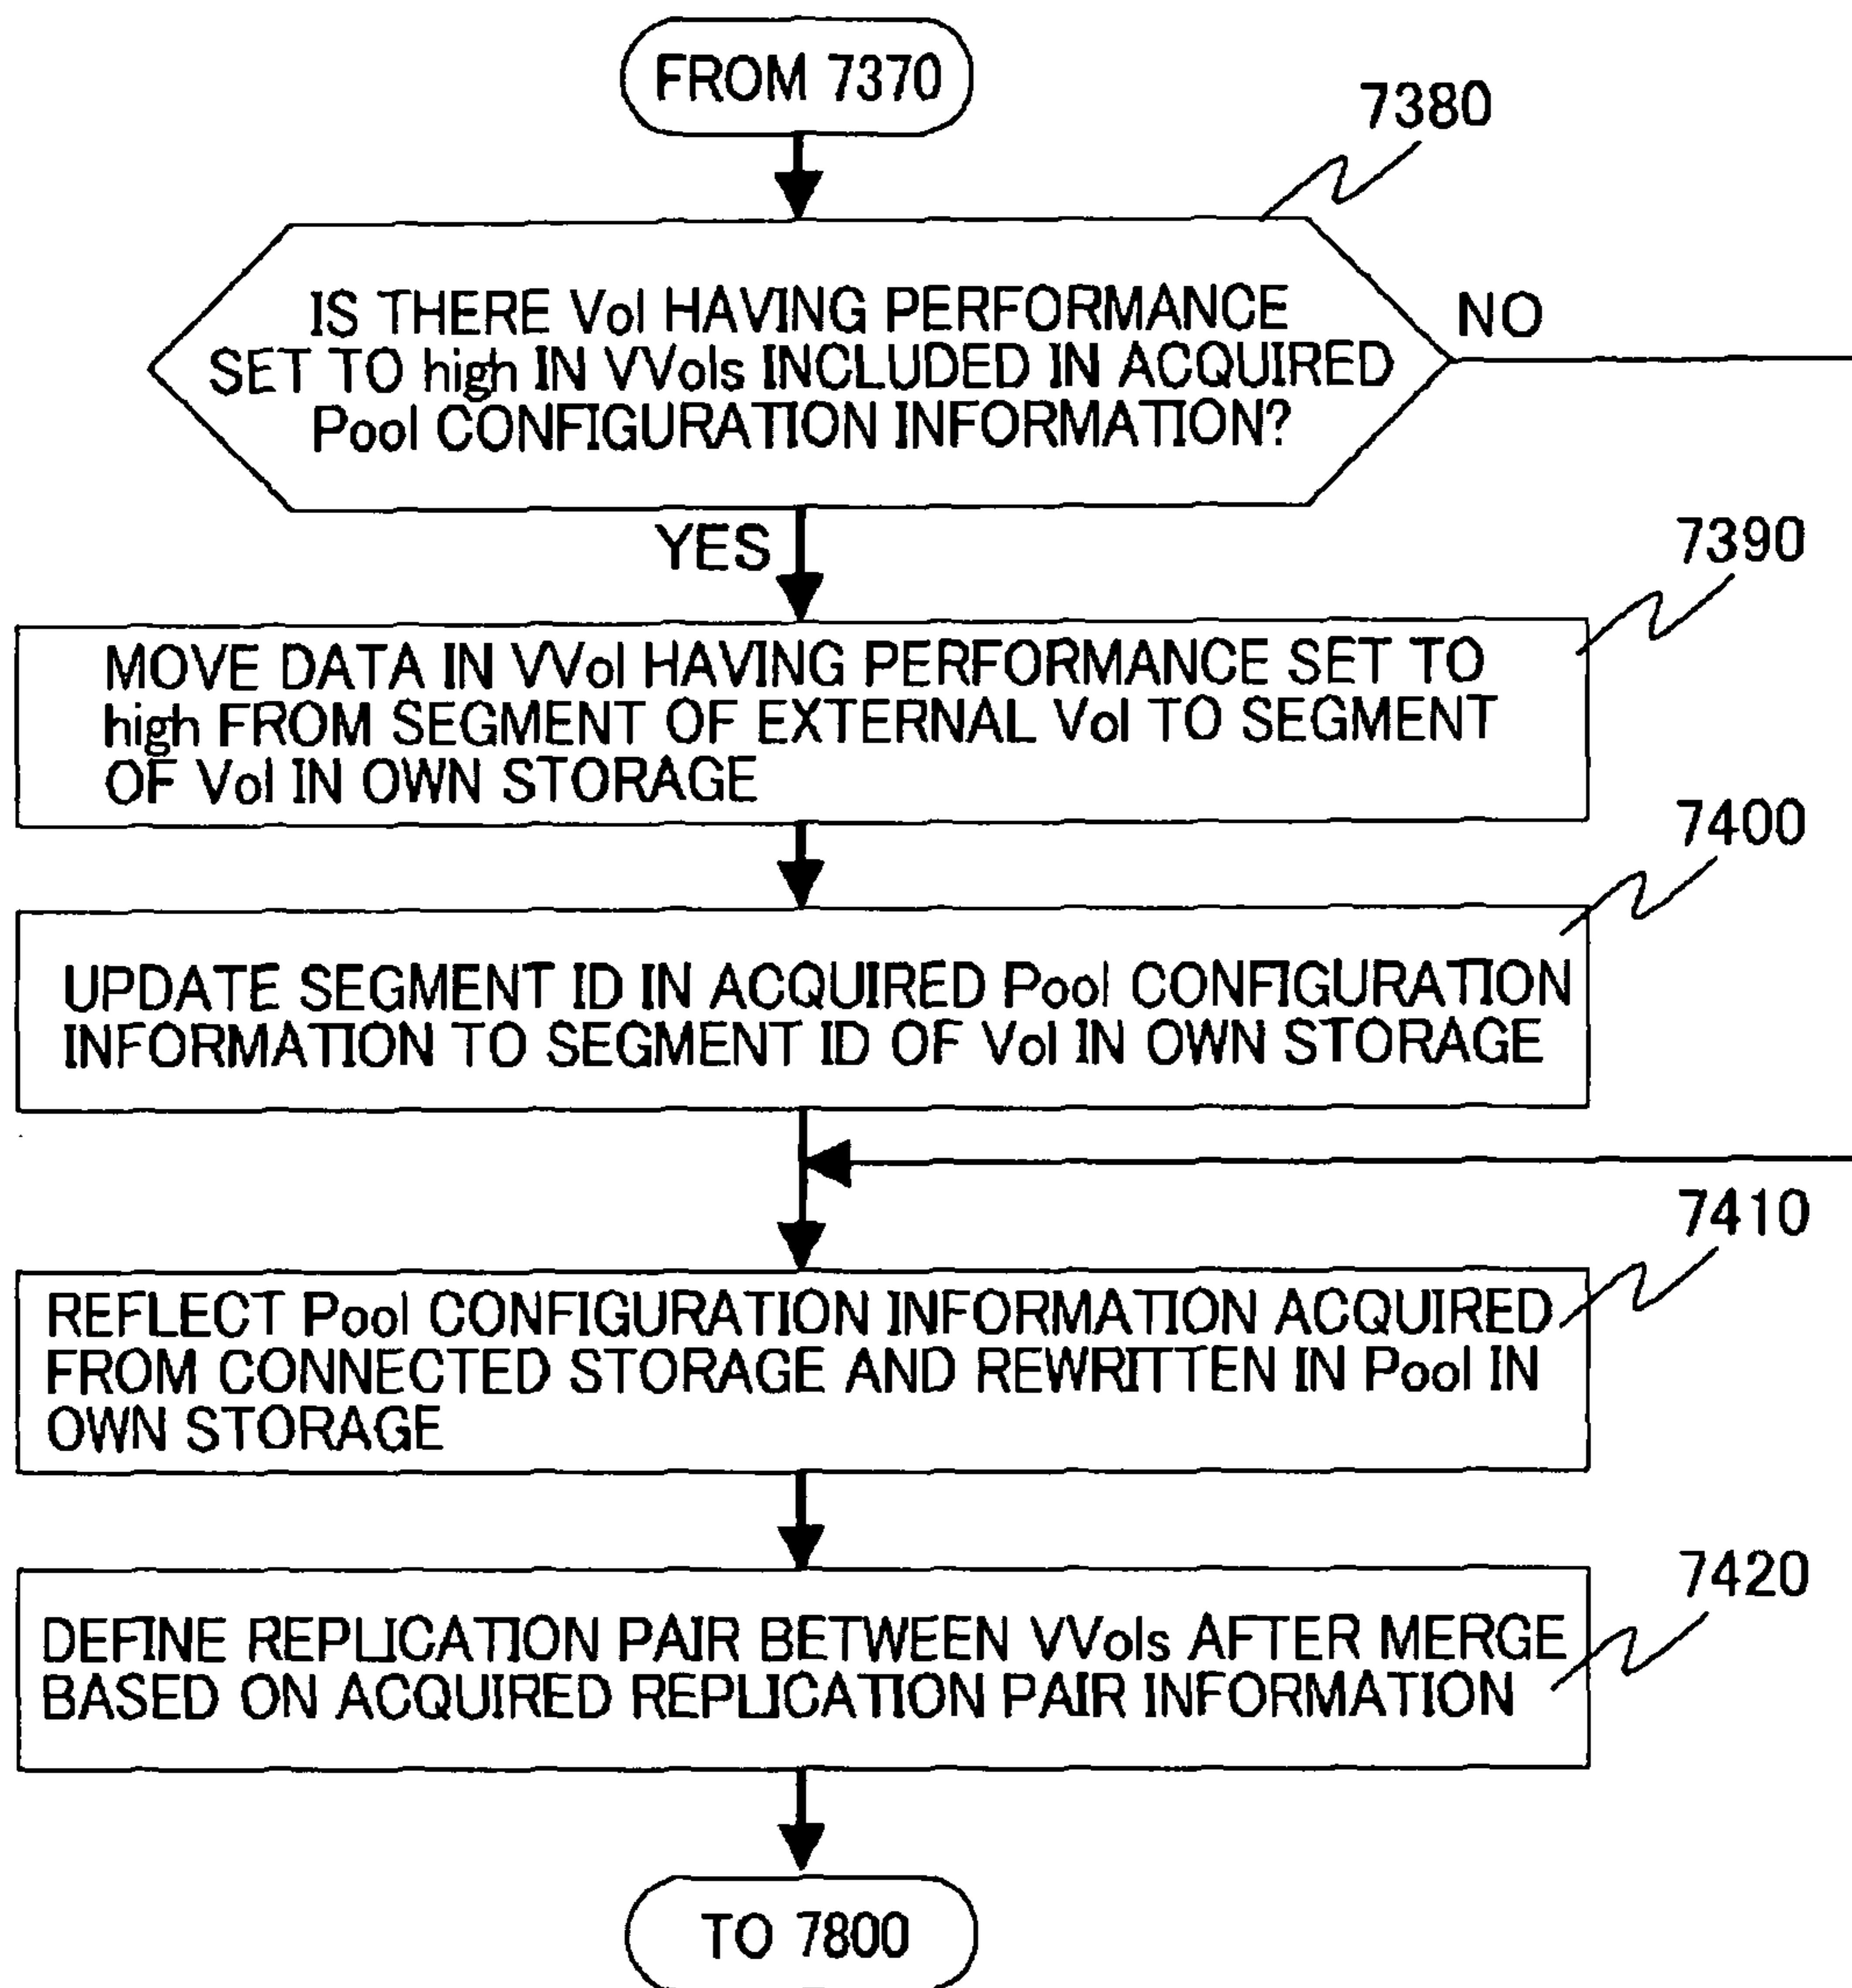 FROM 7370
7380
IS THERE Vol HAVING PERFORMANCE
SET TO high IN VVols INCLUDED IN ACQUIRED
Pool CONFIGURATION INFORMATION?
NO
YES
7390
MOVE DATA IN VVol HAVING PERFORMANCE SET TO
high FROM SEGMENT OF EXTERNAL Vol TO SEGMENT
OF Vol IN OWN STORAGE
7400
UPDATE SEGMENT ID IN ACQUIRED Pool CONFIGURATION
INFORMATION TO SEGMENT ID OF Vol IN OWN STORAGE
7410
REFLECT Pool CONFIGURATION INFORMATION ACQUIRED
FROM CONNECTED STORAGE AND REWRITTEN IN Pool IN
OWN STORAGE
7420
DEFINE REPLICATION PAIR BETWEEN VVols AFTER MERGE
BASED ON ACQUIRED REPLICATION PAIR INFORMATION
TO 7800